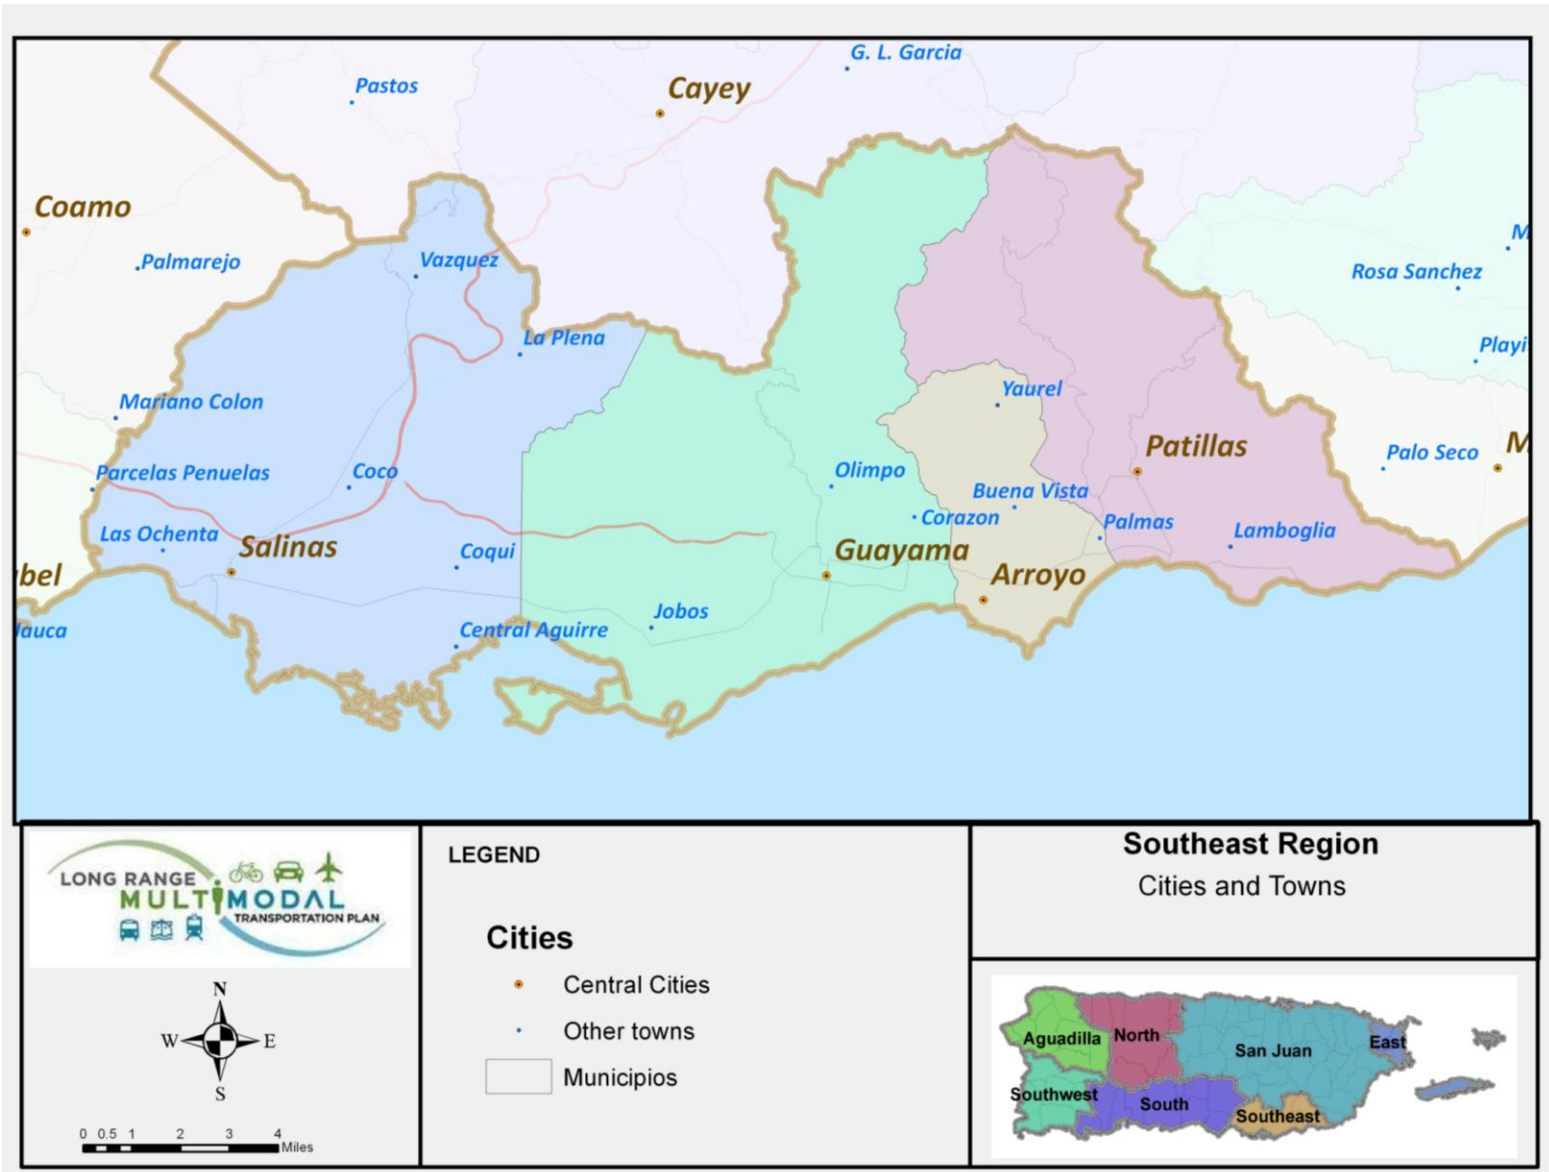 G. L. Garcia
Pastos
Cayey
Coamo
M
Palmarejo
Vazquez
Rosa Sanchez
La Plena
Playi
Mariano Colon
Yaurel
Patillas
M
Parcelas Penuelas
Coco
Olimpo
Palo Seco
Buena Vista
Las Ochenta
Salinas
Coqui
Corazon
Palmas
Lamboglia
Guayama
bel
Arroyo
Jauca
Central Aguirre
Jobos
LONG RANGE
MULTIMODAL
TRANSPORTATION PLAN
N
W E
S
0 0.5 1 2 3 4
Miles
LEGEND
Cities
Central Cities
Other towns
Municipios
Southeast Region
Cities and Towns
Aguadilla
North
San Juan
East
Southwest
South
Southeast